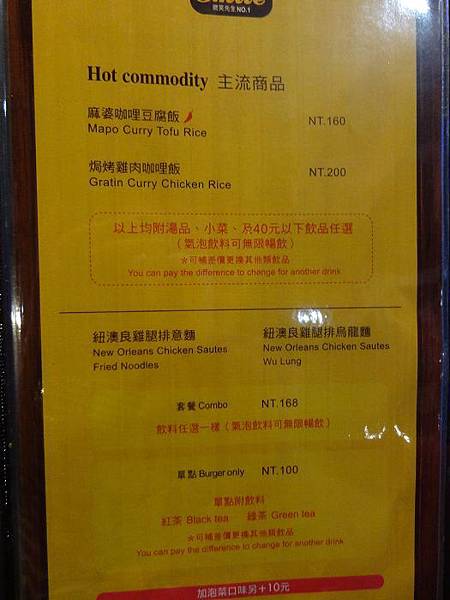 微笑先生NO.1
Hot commodity 主流商品
麻婆咖哩豆腐飯
NT.160
Mapo Curry Tofu Rice
焗烤雞肉咖哩飯
NT.200
Gratin Curry Chicken Rice
以上均附湯品、小菜、及40元以下飲品任選
（氣泡飲料可無限暢飲）
＊可補差價更換其他類飲品
You can pay the difference to change for another drink
紐澳良雞腿排意麵
New Orleans Chicken Sautes
Fried Noodles
紐澳良雞腿排烏龍麵
New Orleans Chicken Sautes
Wu Lung
套餐 Combo NT.168
飲料任選一樣（氣泡飲料可無限暢飲）
單點 Burger only NT.100
單點附飲料
紅茶 Black tea 綠茶 Green tea
＊可補差價更換其他類飲品
You can pay the difference to change for another drink
加泡菜口味另+10元